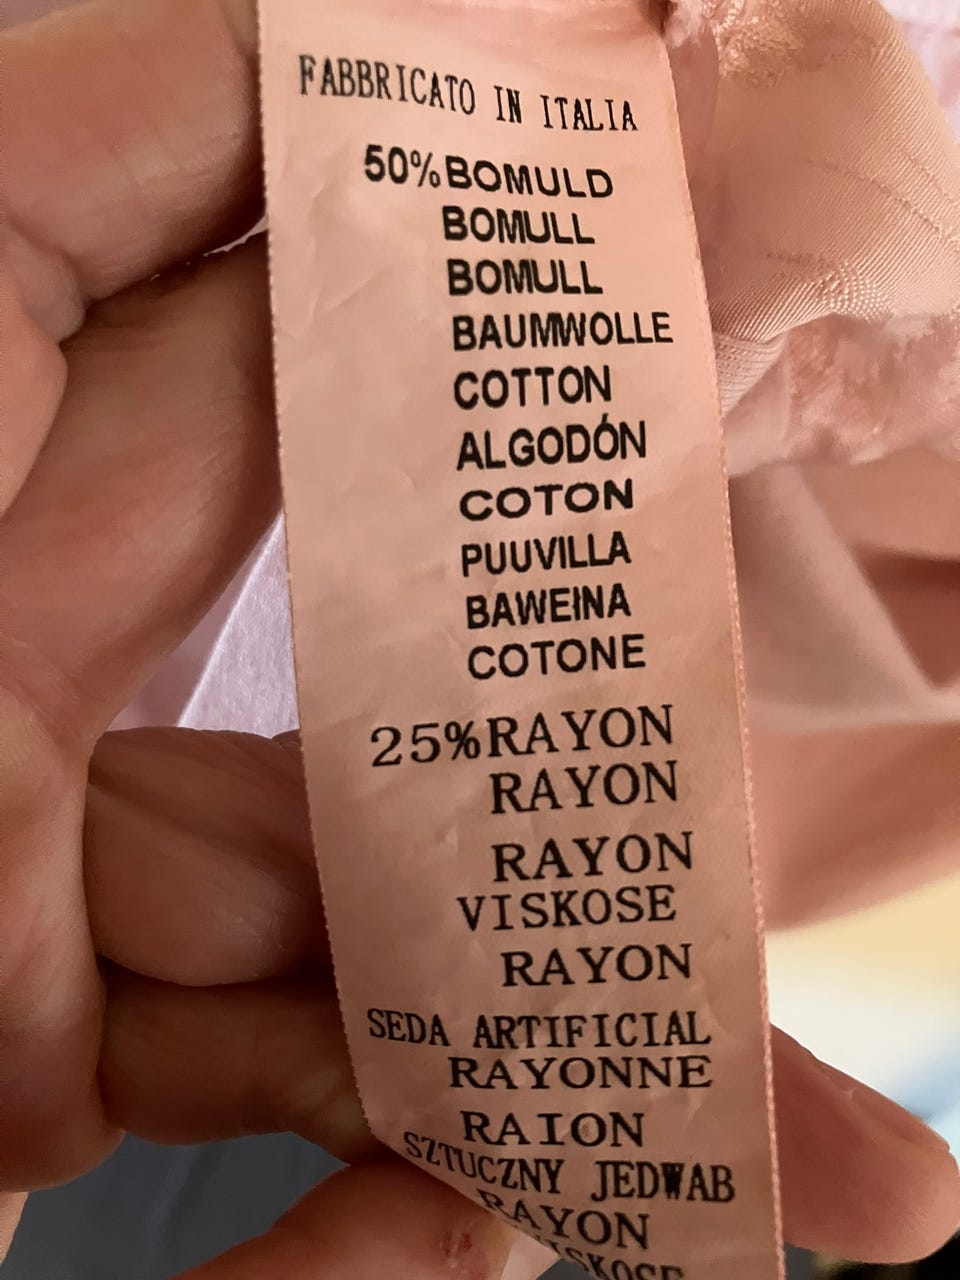 FABBRICATO IN ITALIA
50%BOMULD
BOMULL
BOMULL
BAUMWOLLE
COTTON
ALGODÓN
COTON
PUUVILLA
BAWEINA
COTONE
25%RAYON
RAYON
RAYON
VISKOSE
RAYON
SEDA ARTIFICIAL
RAYONNE
RAION
SZTUCZNY JEDWAB
RAYON
VISKOSE